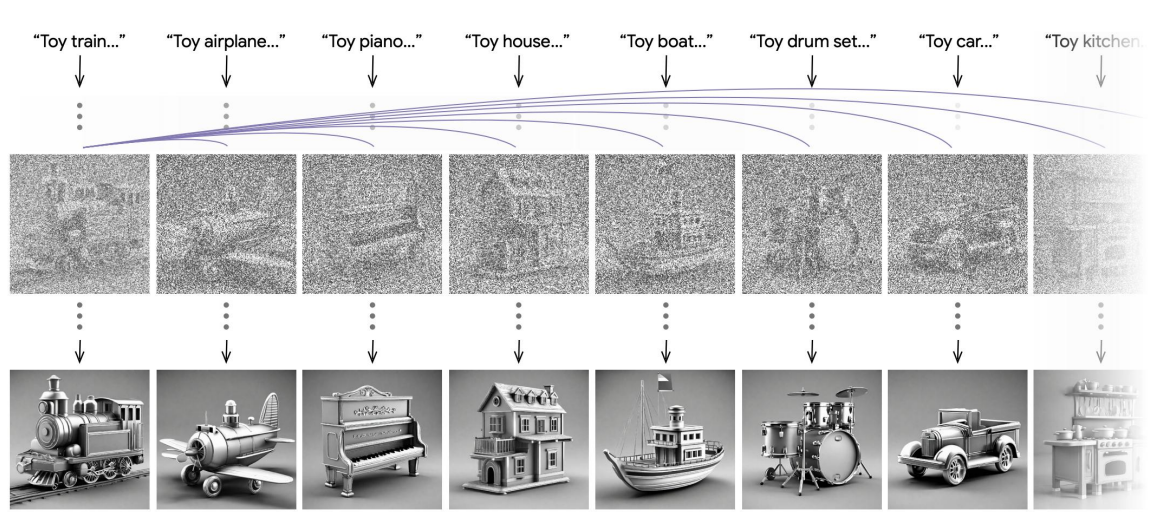 “Toy train...”
“Toy airplane...”
“Toy piano...”
“Toy house...”
“Toy boat...”
“Toy drum set...”
“Toy car...”
“Toy kitchen.